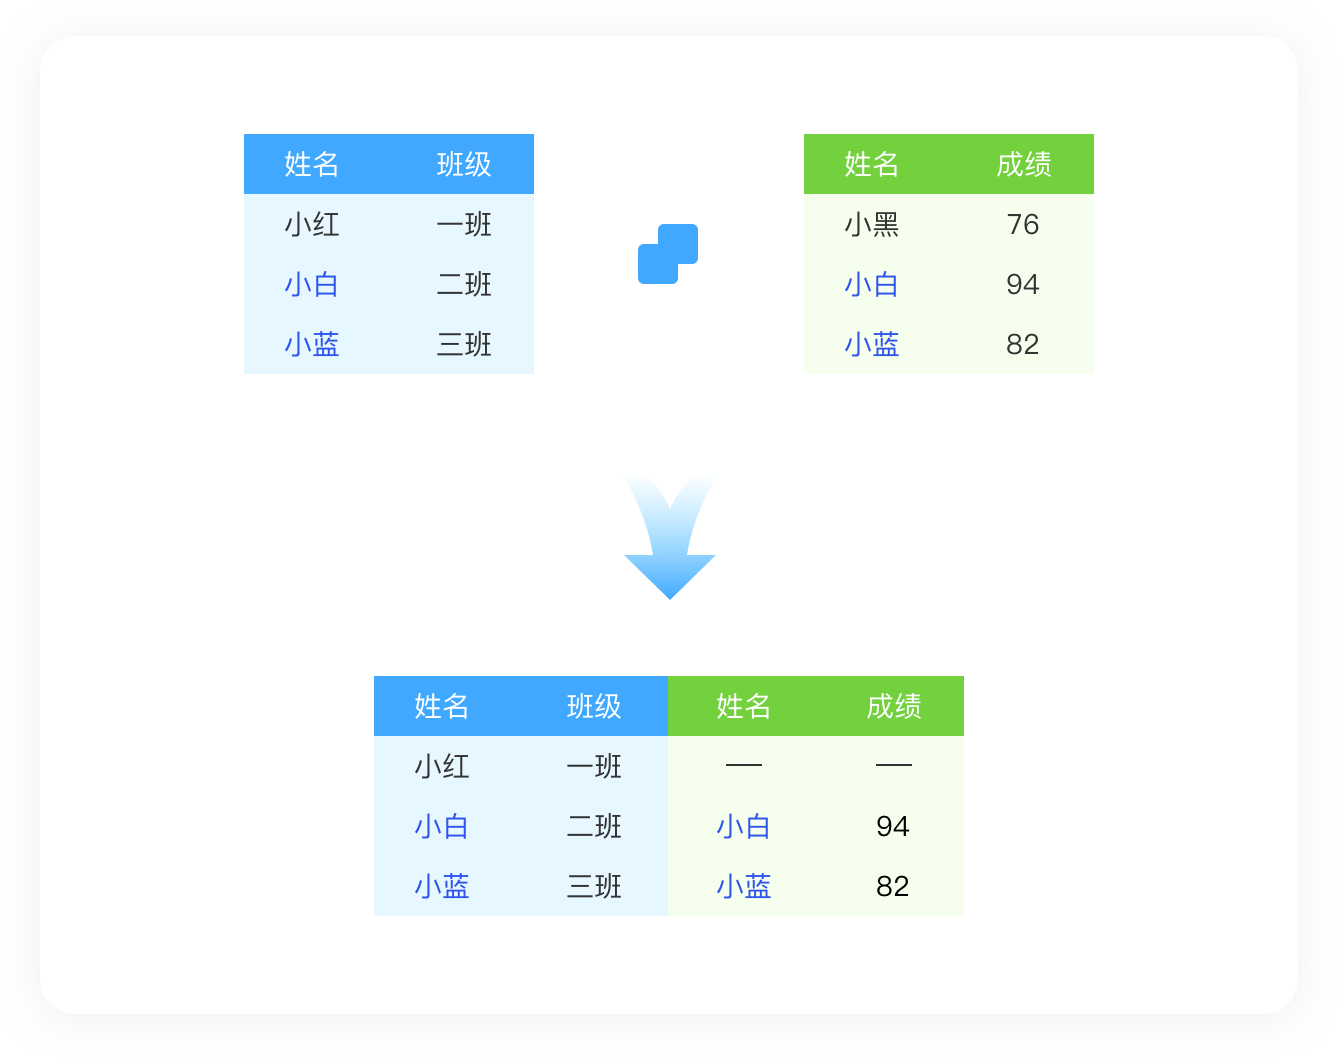 姓名 班级
小红 一班
小白 二班
小蓝 三班
姓名 成绩
小黑 76
小白 94
小蓝 82
姓名 班级 姓名 成绩
小红 一班 — —
小白 二班 小白 94
小蓝 三班 小蓝 82